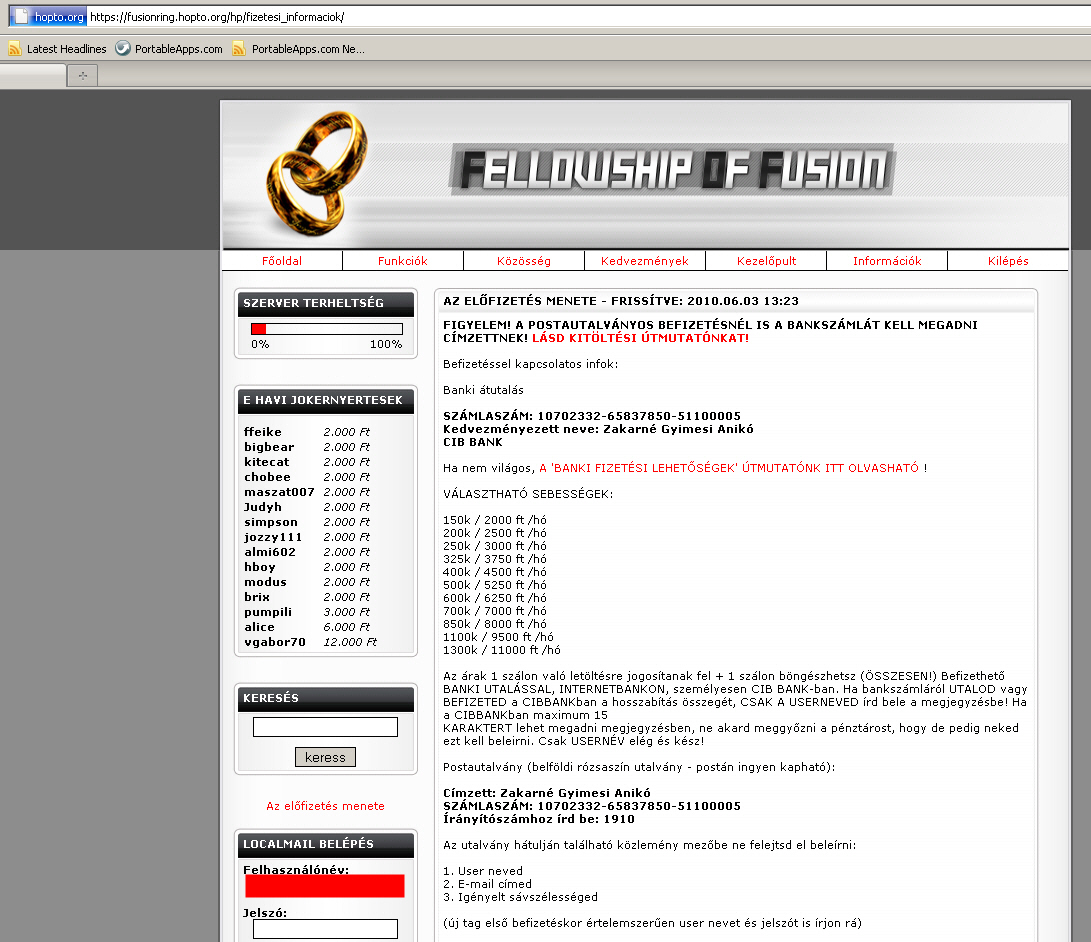 hopto.org https://fusionring.hopto.org/hp/fizetesi_informaciok/
Latest Headlines PortableApps.com PortableApps.com Ne...
FELLOWSHIP OF FUSION
Főoldal Funkciók Közösség Kedvezmények Kezelőpult Információk Kilépés
SZERVER TERHELTSÉG
0% 100%
E HAVI JOKERNYERTESEK
ffeike 2.000 Ft
bigbear 2.000 Ft
kitecat 2.000 Ft
chobee 2.000 Ft
maszat007 2.000 Ft
Judyh 2.000 Ft
simpson 2.000 Ft
jozzy111 2.000 Ft
almi602 2.000 Ft
hboy 2.000 Ft
modus 2.000 Ft
brix 2.000 Ft
pumpili 3.000 Ft
alice 6.000 Ft
vgabor70 12.000 Ft
KERESÉS
keress
Az előfizetés menete
LOCALMAIL BELÉPÉS
Felhasználónév:
Jelszó:
AZ ELŐFIZETÉS MENETE - FRISSÍTVE: 2010.06.03 13:23
FIGYELEM! A POSTAUTALVÁNYOS BEFIZETÉSNÉL IS A BANKSZÁMLÁT KELL MEGADNI
CÍMZETTNEK! LÁSD KITÖLTÉSI ÚTMUTATÓNKAT!
Befizetéssel kapcsolatos infok:
Banki átutalás
SZÁMLASZÁM: 10702332-65837850-51100005
Kedvezményezett neve: Zakarné Gyimesi Anikó
CIB BANK
Ha nem világos, A 'BANKI FIZETÉSI LEHETŐSÉGEK' ÚTMUTATÓNK ITT OLVASHATÓ !
VÁLASZTHATÓ SEBESSÉGEK:
150k / 2000 ft /hó
200k / 2500 ft /hó
250k / 3000 ft /hó
325k / 3750 ft /hó
400k / 4500 ft /hó
500k / 5250 ft /hó
600k / 6250 ft /hó
700k / 7000 ft /hó
850k / 8000 ft /hó
1100k / 9500 ft /hó
1300k / 11000 ft /hó
Az árak 1 szálon való letöltésre jogosítanak fel + 1 szálon böngészhetsz (ÖSSZESEN!) Befizethető
BANKI UTALÁSSAL, INTERNETBANKON, személyesen CIB BANK-ban. Ha bankszámláról UTALOD vagy
BEFIZETED a CIBBANKban a hosszabítás összegét, CSAK A USERNEVED írd bele a megjegyzésbe! Ha
a CIBBANKban maximum 15
KARAKTERT lehet megadni megjegyzésben, ne akard meggyőzni a pénztárost, hogy de pedig neked
ezt kell beleirni. Csak USERNÉV elég és kész!
Postautalvány (belföldi rózsaszín utalvány - postán ingyen kapható):
Címzett: Zakarné Gyimesi Anikó
SZÁMLASZÁM: 10702332-65837850-51100005
Írányítószámhoz írd be: 1910
Az utalvány hátulján található közlemény mezőbe ne felejtsd el beleírni:
1. User neved
2. E-mail címed
3. Igényelt sávszélességed
(új tag első befizetéskor értelemszerűen user nevet és jelszót is írjon rá)